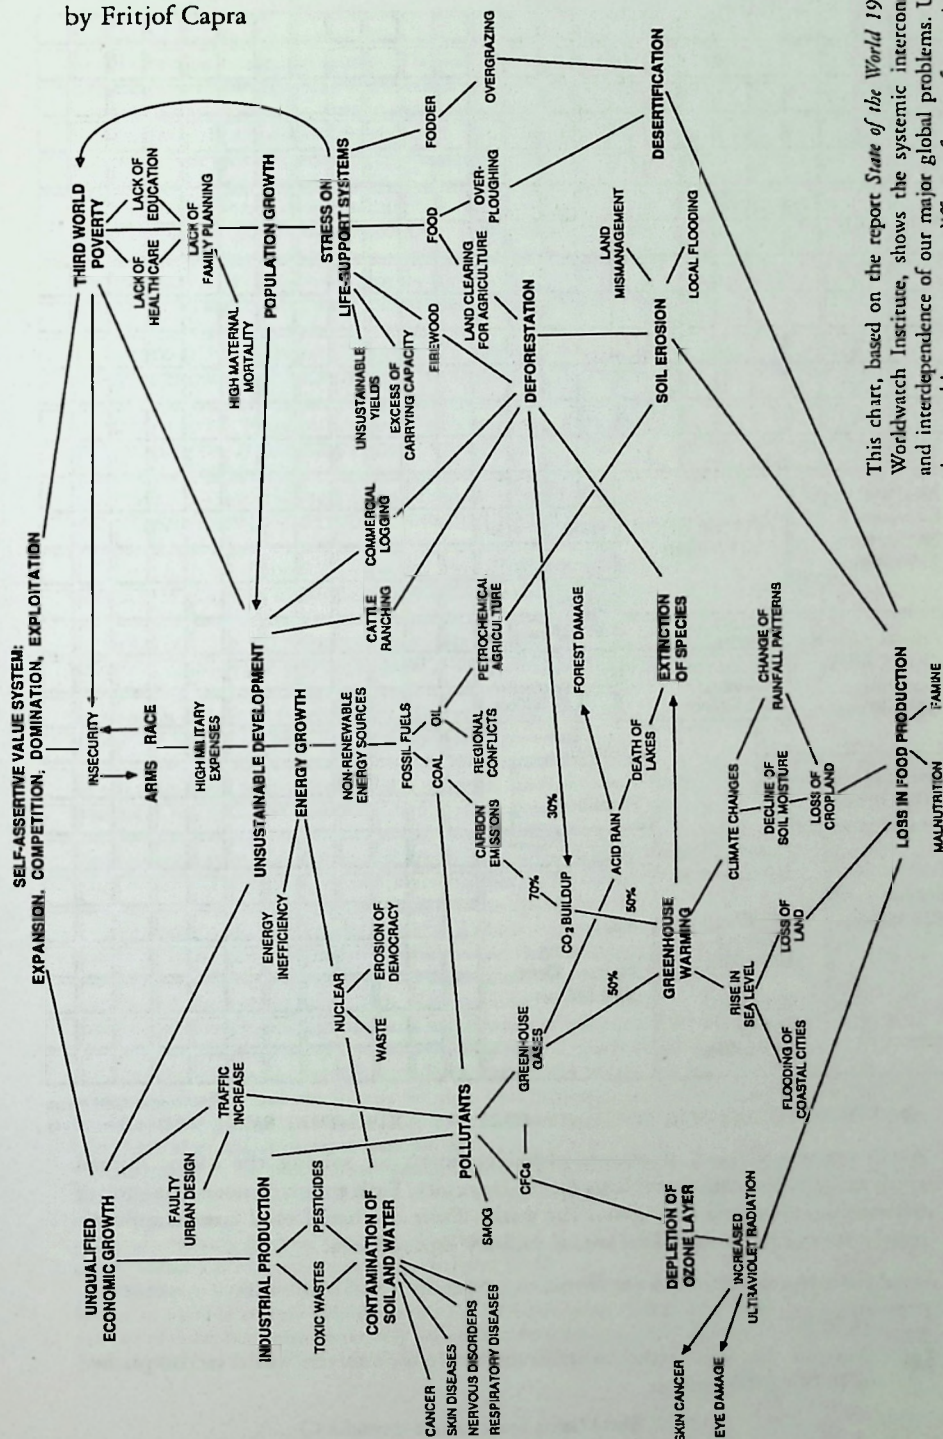 by Fritjof Capra
SELF-ASSERTIVE VALUE SYSTEM:
EXPANSION, COMPETITION, DOMINATION, EXPLOITATION
UNQUALIFIED
ECONOMIC GROWTH
INSECURITY
ARMS RACE
THIRD WORLD
POVERTY
LACK OF
HEALTH CARE
LACK OF
EDUCATION
LACK OF
FAMILY PLANNING
HIGH MATERNAL
MORTALITY
HIGH MILITARY
EXPENSES
FAULTY
URBAN DESIGN
TRAFFIC
INCREASE
UNSUSTAINABLE DEVELOPMENT
POPULATION GROWTH
INDUSTRIAL PRODUCTION
ENERGY
INEFFICIENCY
ENERGY GROWTH
STRESS ON
LIFE-SUPPORT SYSTEMS
TOXIC WASTES
PESTICIDES
NUCLEAR
NON-RENEWABLE
ENERGY SOURCES
UNSUSTAINABLE
YIELDS
EXCESS OF
CARRYING CAPACITY
CONTAMINATION OF
SOIL AND WATER
WASTE
EROSION OF
DEMOCRACY
CATTLE
RANCHING
COMMERCIAL
LOGGING
FOSSIL FUELS
COAL
OIL
FIREWOOD
FOOD
FODDER
CANCER
SKIN DISEASES
NERVOUS DISORDERS
RESPIRATORY DISEASES
SMOG
POLLUTANTS
CARBON
EMISSIONS
REGIONAL
CONFLICTS
PETROCHEMICAL
AGRICULTURE
LAND CLEARING
FOR AGRICULTURE
OVER-
PLOUGHING
OVERGRAZING
CFCs
GREENHOUSE
GASES
70%
30%
DEFORESTATION
CO2 BUILDUP
FOREST DAMAGE
ACID RAIN
50%
50%
DEATH OF
LAKES
LAND
MISMANAGEMENT
DEPLETION OF
OZONE LAYER
GREENHOUSE
WARMING
EXTINCTION
OF SPECIES
SOIL EROSION
DESERTIFICATION
LOCAL FLOODING
SKIN CANCER
EYE DAMAGE
INCREASED
ULTRAVIOLET RADIATION
RISE IN
SEA LEVEL
CLIMATE CHANGES
FLOODING OF
COASTAL CITIES
LOSS OF
LAND
DECLINE OF
SOIL MOISTURE
CHANGE OF
RAINFALL PATTERNS
LOSS OF
CROPLAND
LOSS IN FOOD PRODUCTION
MALNUTRITION
FAMINE
This chart, based on the report State of the World 19
Worldwatch Institute, shows the systemic intercon
and interdependence of our major global problems. U